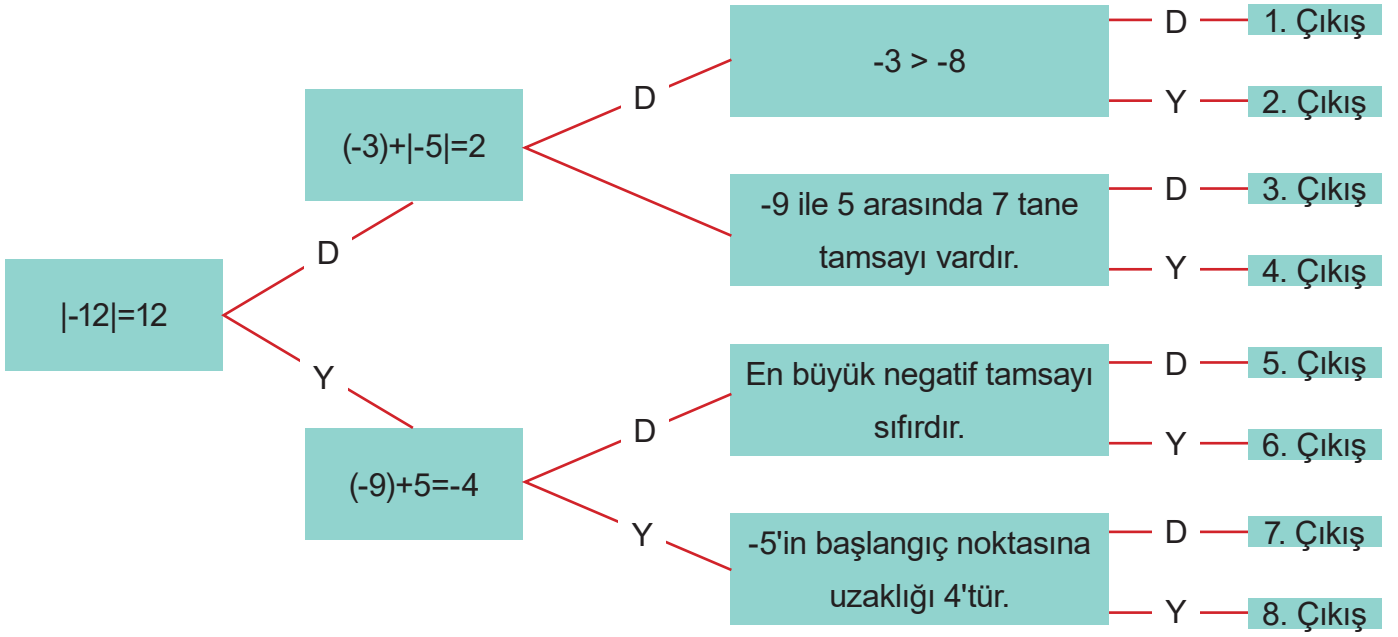 |-12|=12
D
Y
(-3)+|-5|=2
D
(-9)+5=-4
D
Y
-3 > -8
D
1. Çıkış
Y
2. Çıkış
-9 ile 5 arasında 7 tane
tamsayı vardır.
D
3. Çıkış
Y
4. Çıkış
En büyük negatif tamsayı
sıfırdır.
D
5. Çıkış
Y
6. Çıkış
-5'in başlangıç noktasına
uzaklığı 4'tür.
D
7. Çıkış
Y
8. Çıkış